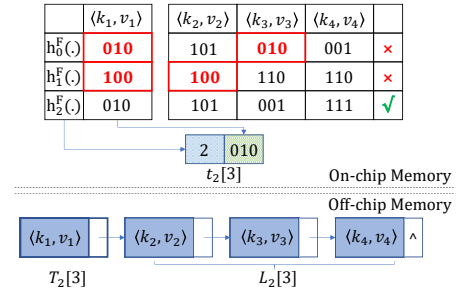 ⟨k₁, v₁⟩ ⟨k₂, v₂⟩ ⟨k₃, v₃⟩ ⟨k₄, v₄⟩
h₀ᶠ(.) 010 101 010 001 ×
h₁ᶠ(.) 100 100 110 110 ×
h₂ᶠ(.) 010 101 001 111 √
2 010
t₂[3]
On-chip Memory
Off-chip Memory
⟨k₁, v₁⟩ ⟨k₂, v₂⟩ ⟨k₃, v₃⟩ ⟨k₄, v₄⟩ ^
T₂[3] L₂[3]